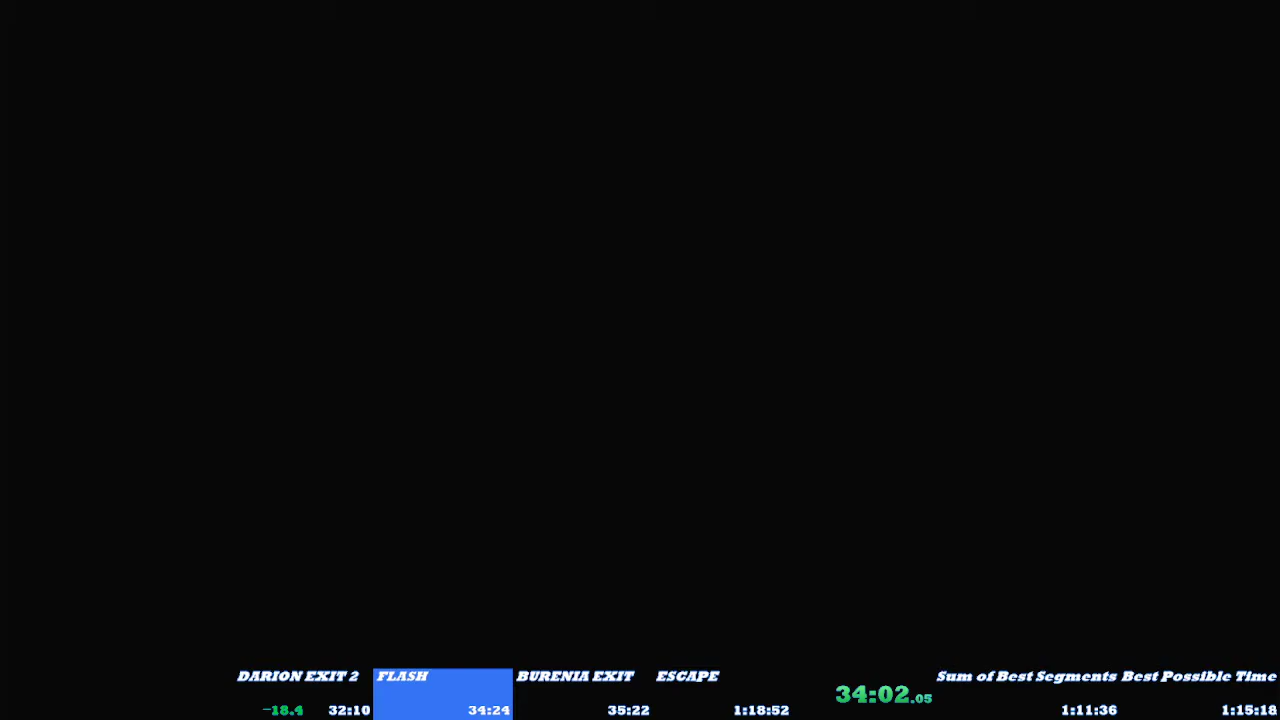 DARION EXIT 2 FLASH BURENIA EXIT ESCAPE Sum of Best Segments Best Possible Time
-18.4 32:10 34:24 35:22 1:18:52 34:02.05 1:11:36 1:15:18